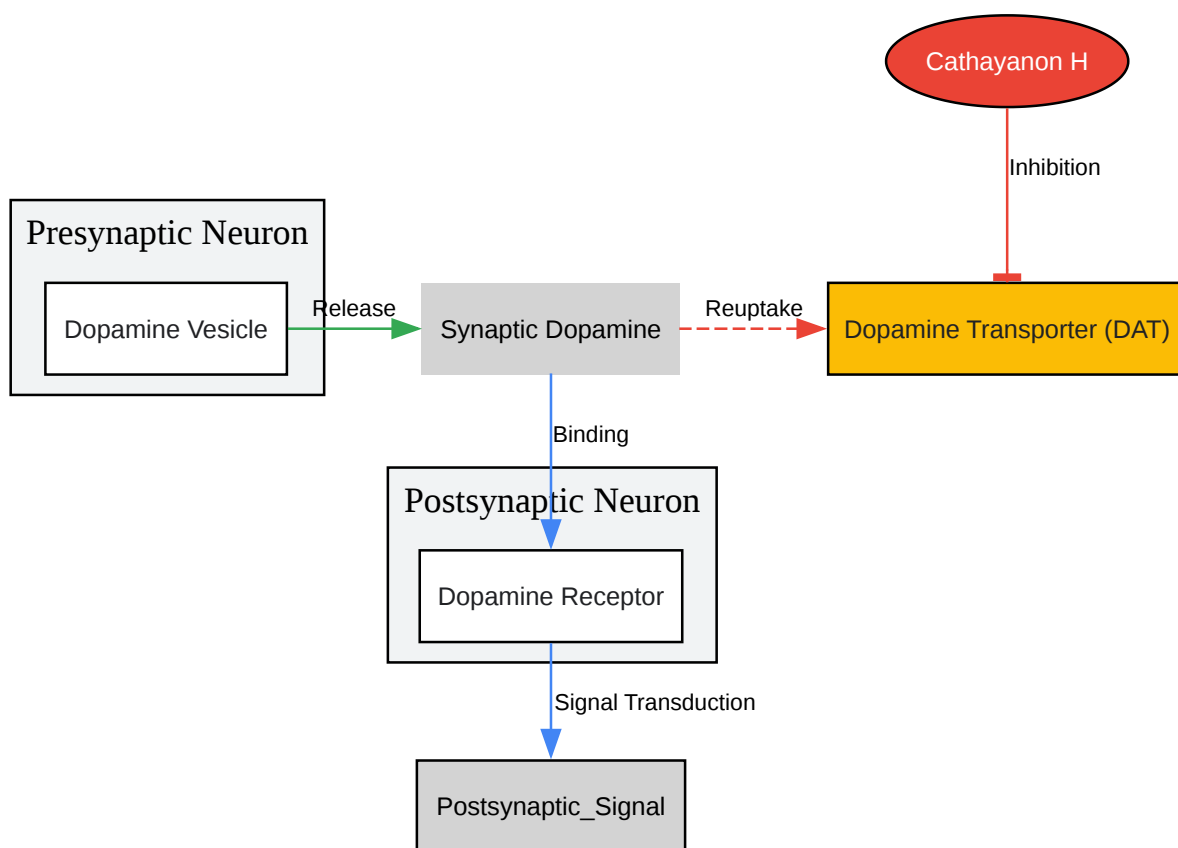 Cathayanon H
Inhibition
Presynaptic Neuron
Dopamine Vesicle
Release
Synaptic Dopamine
Reuptake
Dopamine Transporter (DAT)
Binding
Postsynaptic Neuron
Dopamine Receptor
Signal Transduction
Postsynaptic_Signal